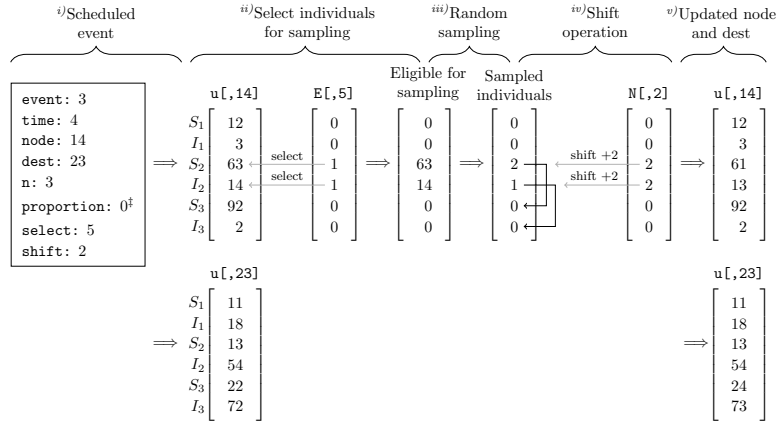 i)Scheduled event
ii)Select individuals for sampling
iii)Random sampling
iv)Shift operation
v)Updated node and dest
event: 3
time: 4
node: 14
dest: 23
n: 3
proportion: 0‡
select: 5
shift: 2
u[,14] E[,5] Eligible for sampling Sampled individuals N[,2] u[,14]
S1 12 0 0 0 0 12
I1 3 0 0 0 0 3
⟹ S2 63 select 1 ⟹ 63 ⟹ 2 shift +2 2 ⟹ 61
I2 14 select 1 14 1 shift +2 2 13
S3 92 0 0 0 0 92
I3 2 0 0 0 0 2
u[,23] u[,23]
S1 11 11
I1 18 18
⟹ S2 13 ⟹ 13
I2 54 54
S3 22 24
I3 72 73